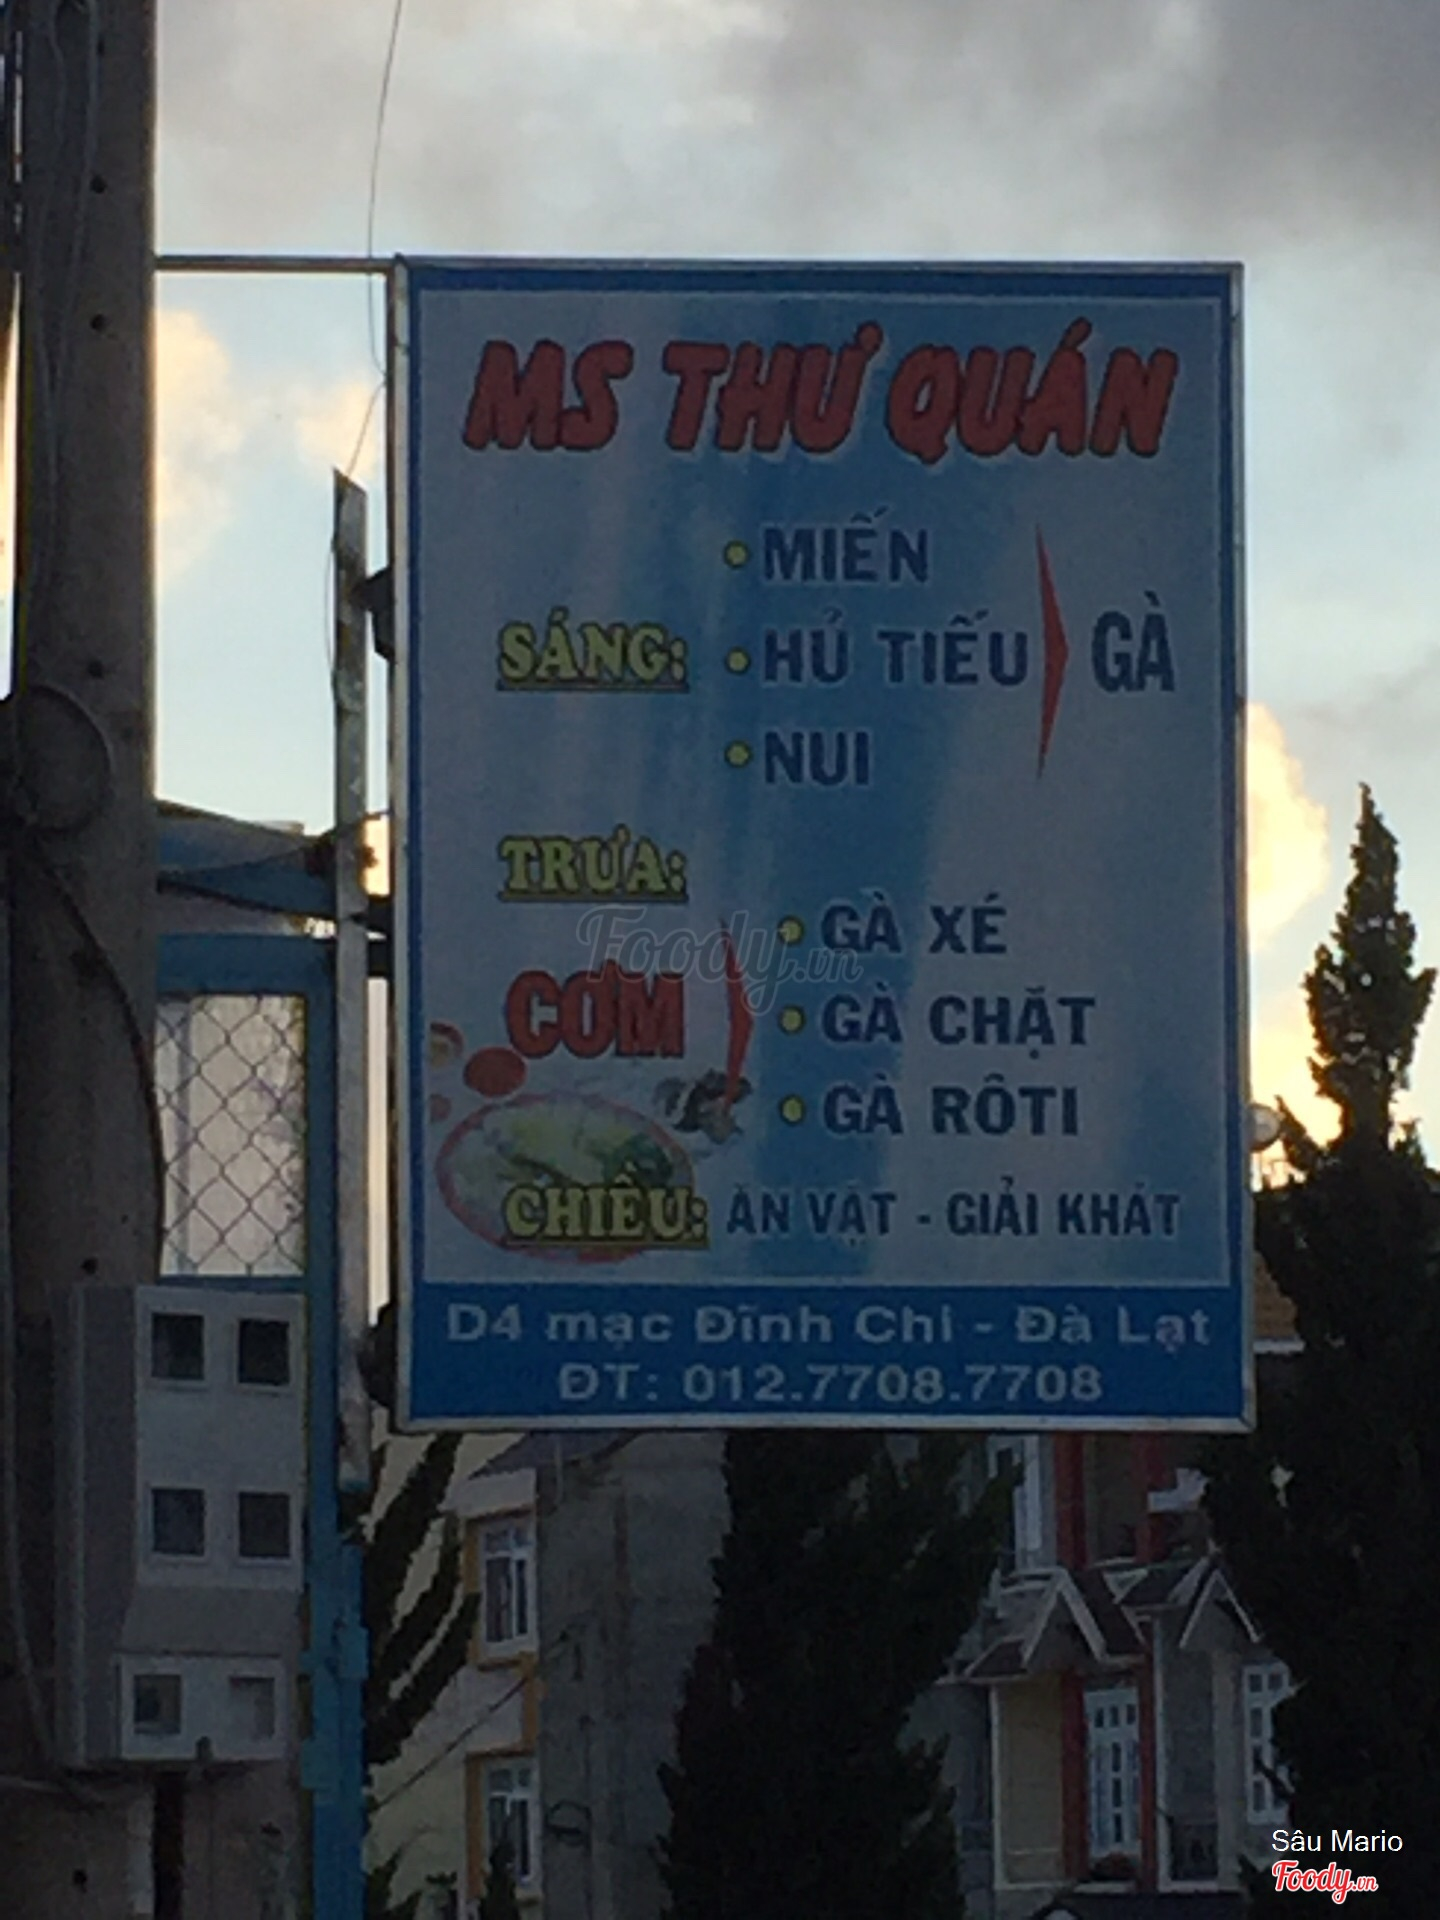 MS THƯ QUÁN
• MIẾN
SÁNG: • HỦ TIẾU GÀ
• NUI
TRƯA:
• GÀ XÉ
CƠM • GÀ CHẶT
• GÀ RÔTI
CHIỀU: ĂN VẶT - GIẢI KHÁT
D4 mạc Đĩnh Chi - Đà Lạt
ĐT: 012.7708.7708
Foody.vn
Sâu Mario
Foody.vn